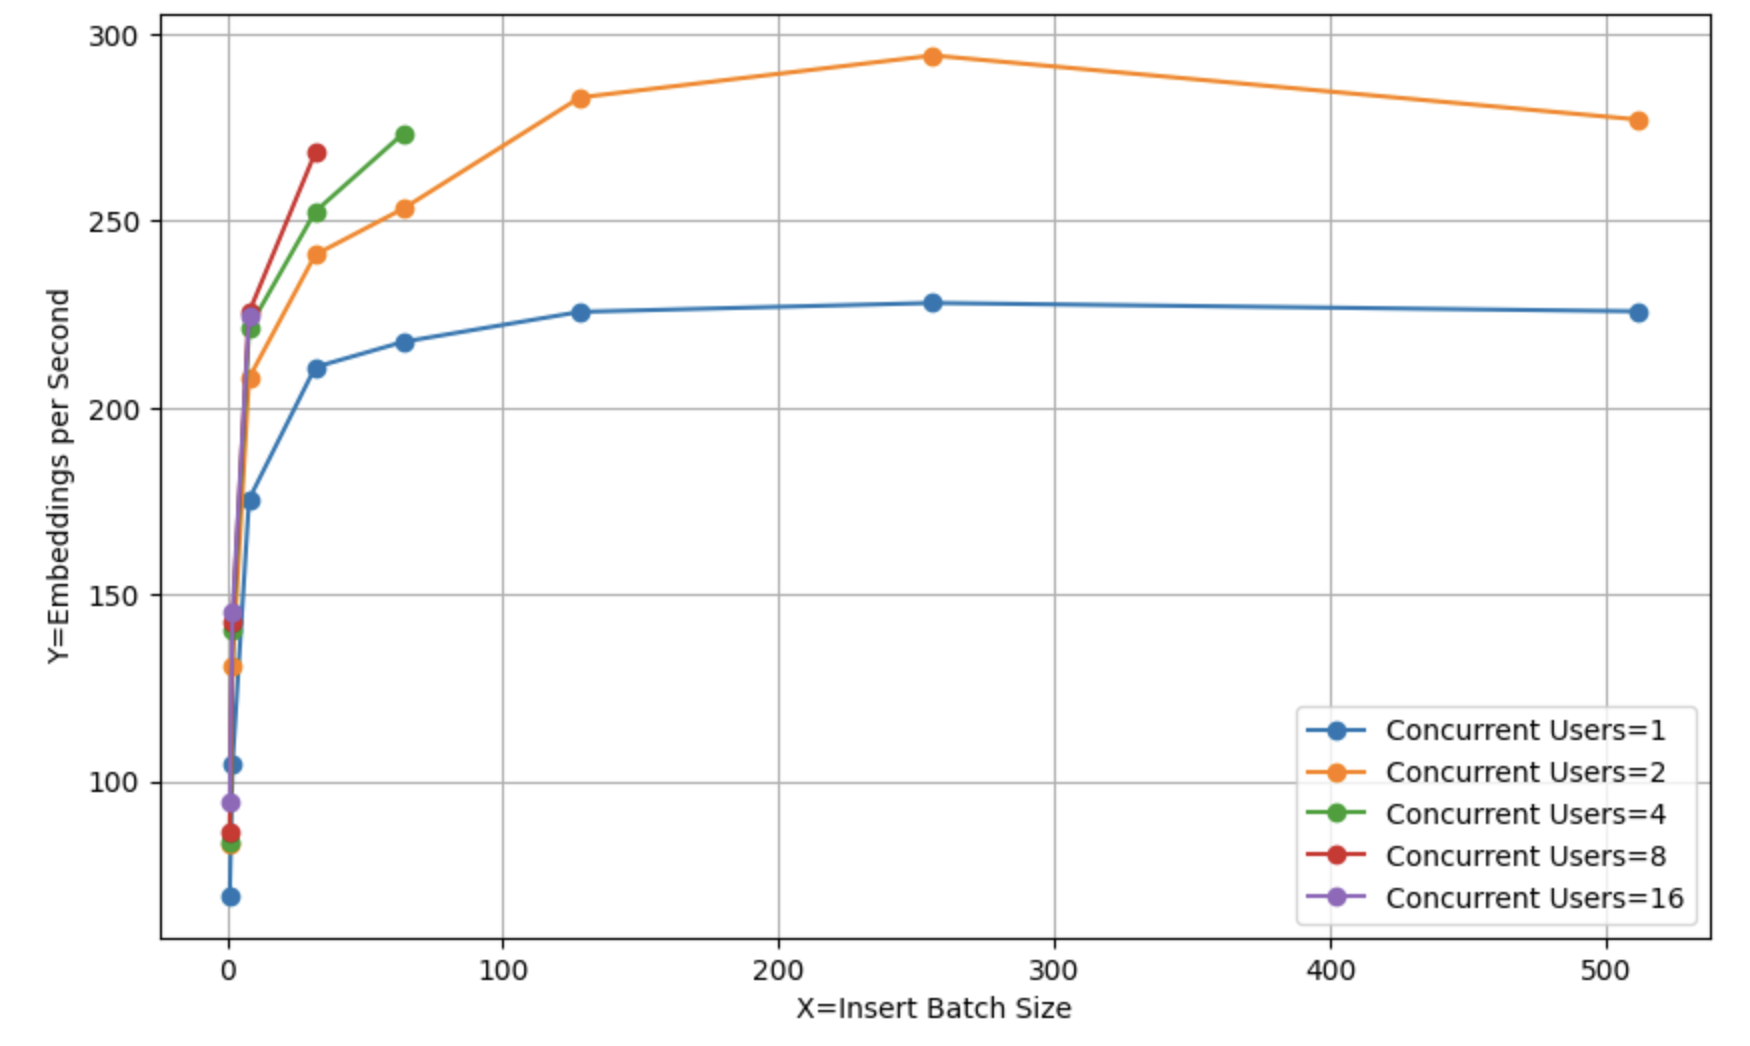 300
250
200
150
100
Y=Embeddings per Second
Concurrent Users=1
Concurrent Users=2
Concurrent Users=4
Concurrent Users=8
Concurrent Users=16
0 100 200 300 400 500
X=Insert Batch Size